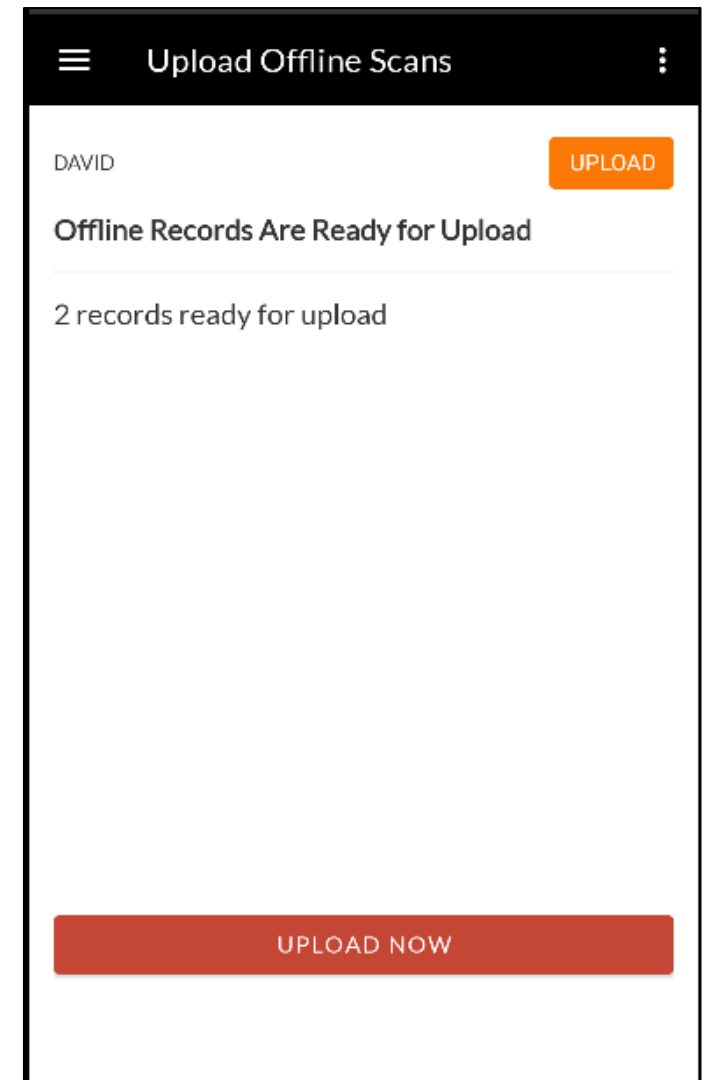 Upload Offline Scans
DAVID
UPLOAD
Offline Records Are Ready for Upload
2 records ready for upload
UPLOAD NOW